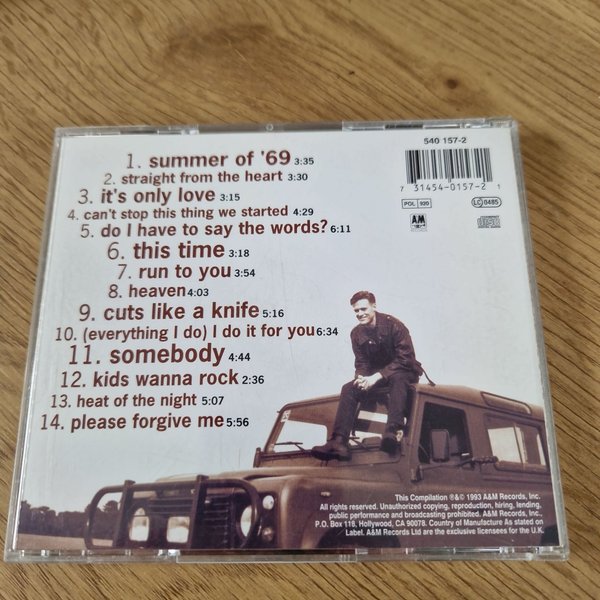 540 157-2
1. summer of '69 3:35
2. straight from the heart 3:30
3. it's only love 3:15
4. can't stop this thing we started 4:29
5. do I have to say the words? 6:11
6. this time 3:18
7. run to you 3:54
8. heaven 4:03
9. cuts like a knife 5:16
10. (everything I do) I do it for you 6:34
11. somebody 4:44
12. kids wanna rock 2:36
13. heat of the night 5:07
14. please forgive me 5:56
7 31454-0157-2 1
POL 920
AM
LC 0485
This Compilation ℗&© 1993 A&M Records, Inc.
All rights reserved. Unauthorized copying, reproduction, hiring, lending,
public performance and broadcasting prohibited. A&M Records, Inc.,
P.O. Box 118, Hollywood, CA 90078. Country of Manufacture As stated on
Label. A&M Records Ltd are the exclusive licensees for the U.K.